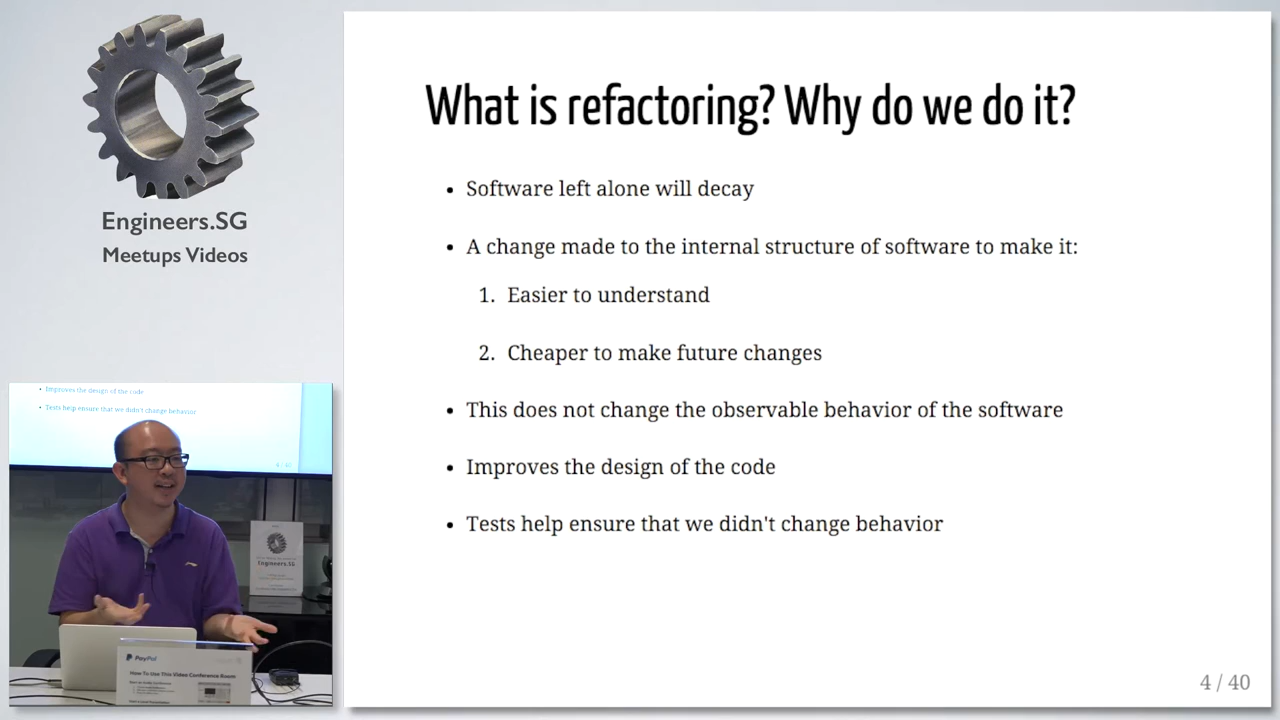 Engineers.SG
Meetups Videos
What is refactoring? Why do we do it?
• Software left alone will decay
• A change made to the internal structure of software to make it:
1. Easier to understand
2. Cheaper to make future changes
• This does not change the observable behavior of the software
• Improves the design of the code
• Tests help ensure that we didn't change behavior
4 / 40
• Improves the design of the code
• Tests help ensure that we didn't change behavior
4 / 40
Engineers.SG
PayPal
How To Use This Video Conference Room